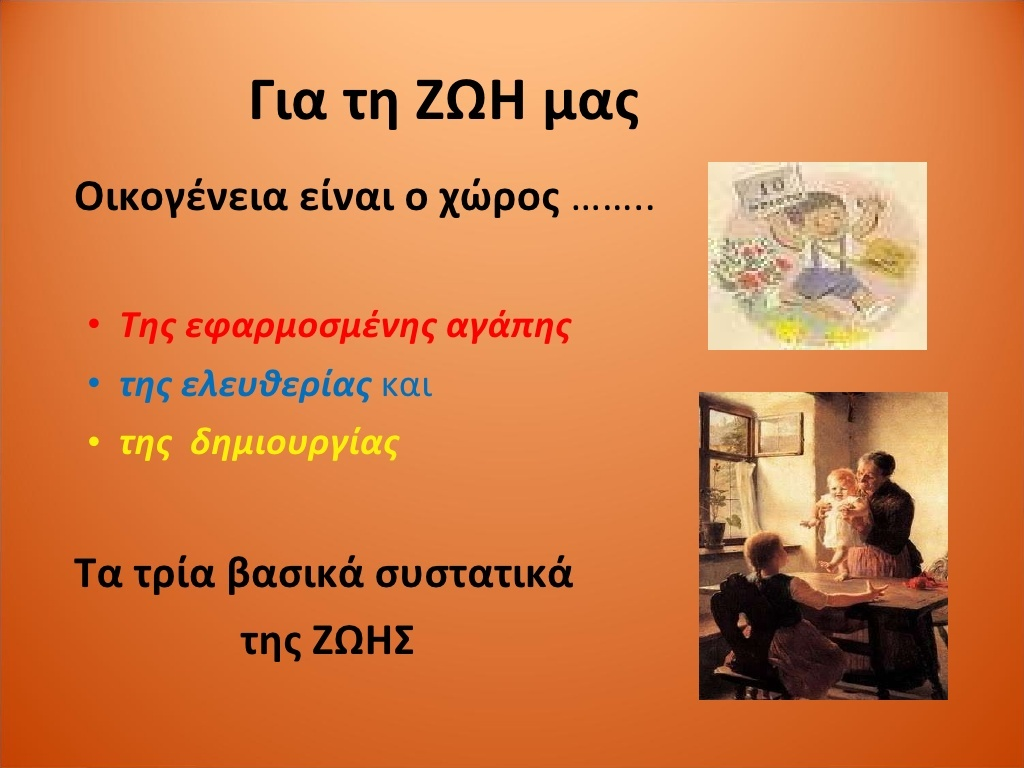 Για τη ΖΩΗ μας
Οικογένεια είναι ο χώρος ……..
• Της εφαρμοσμένης αγάπης
• της ελευθερίας και
• της δημιουργίας
10
Τα τρία βασικά συστατικά
της ΖΩΗΣ